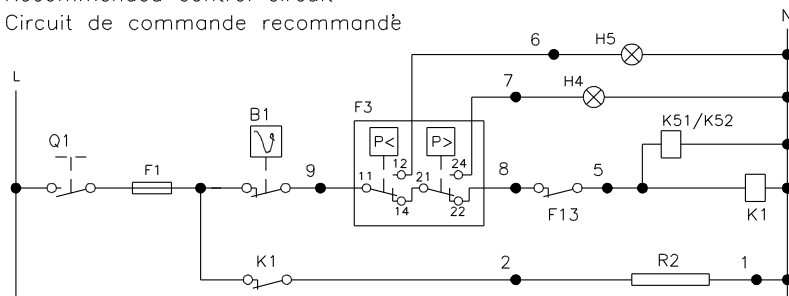 Recommended control circuit
Circuit de commande recommandé
N
6
H5
L
7
H4
B1
F3
K51/K52
Q1
P<
P>
F1
9
11
12
21
24
8
5
14
22
F13
K1
K1
2
R2
1